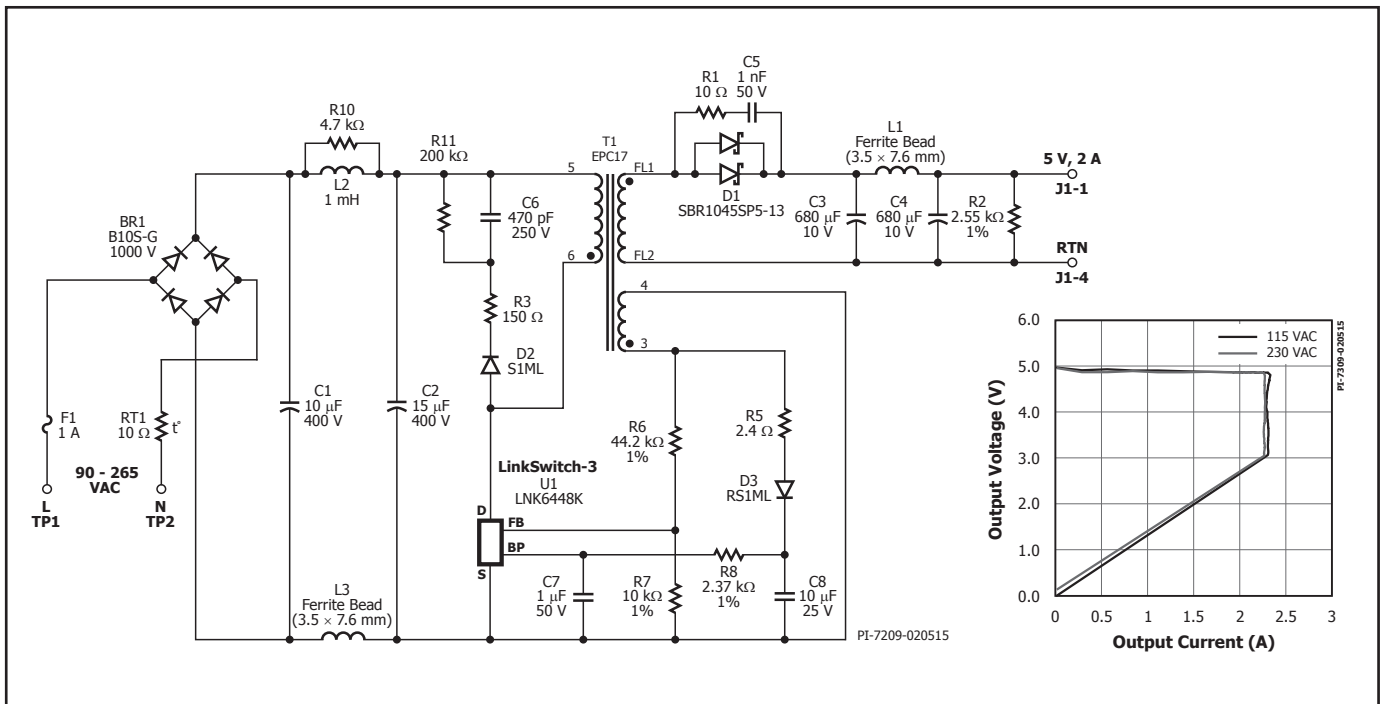 R10
4.7 kΩ
L2
1 mH
R11
200 kΩ
BR1
B10S-G
1000 V
C6
470 pF
250 V
R3
150 Ω
D2
S1ML
C1
10 µF
400 V
C2
15 µF
400 V
F1
1 A
RT1
10 Ω
t°
90 - 265
VAC
L
TP1
N
TP2
L3
Ferrite Bead
(3.5 × 7.6 mm)
LinkSwitch-3
U1
LNK6448K
D
FB
BP
S
C7
1 µF
50 V
R7
10 kΩ
1%
R8
2.37 kΩ
1%
C8
10 µF
25 V
R6
44.2 kΩ
1%
R5
2.4 Ω
D3
RS1ML
T1
EPC17
5
6
FL1
FL2
4
3
R1
10 Ω
C5
1 nF
50 V
D1
SBR1045SP5-13
L1
Ferrite Bead
(3.5 × 7.6 mm)
C3
680 µF
10 V
C4
680 µF
10 V
R2
2.55 kΩ
1%
5 V, 2 A
J1-1
RTN
J1-4
PI-7209-020515
6.0
5.0
4.0
3.0
2.0
1.0
0.0
0
0.5
1
1.5
2
2.5
3
Output Voltage (V)
Output Current (A)
115 VAC
230 VAC
PI-7309-020515